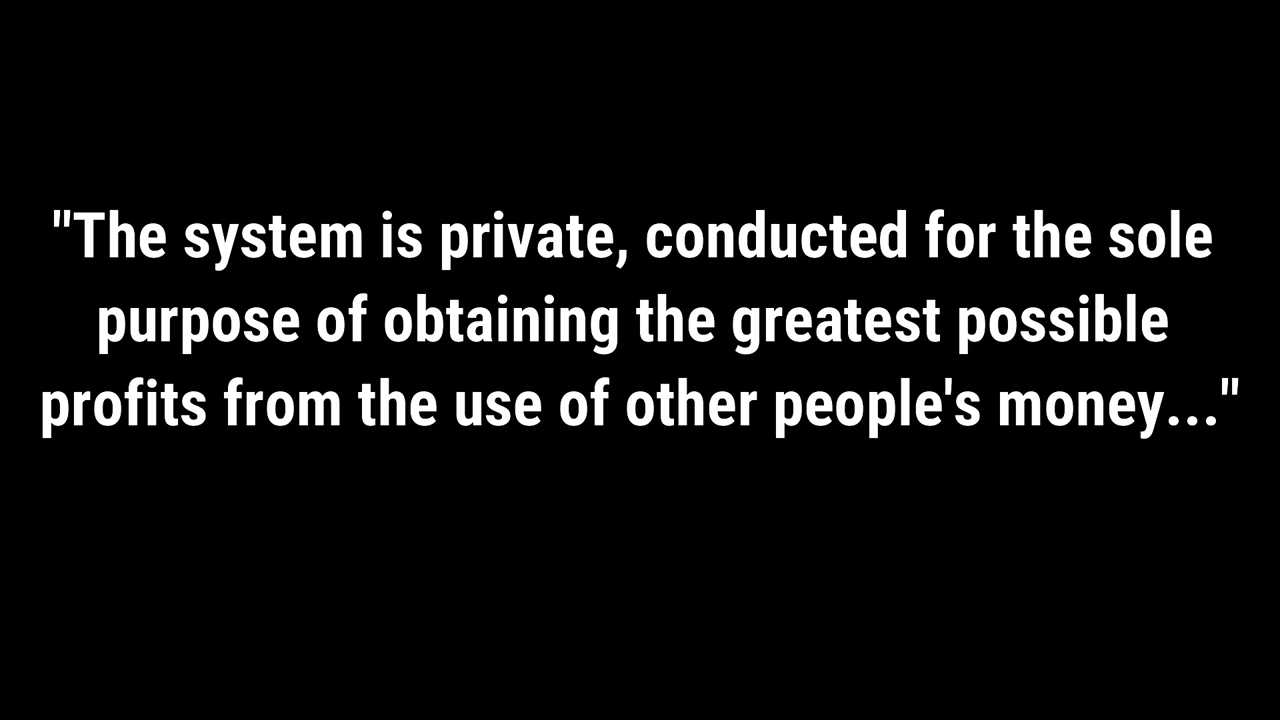 "The system is private, conducted for the sole
purpose of obtaining the greatest possible
profits from the use of other people's money..."